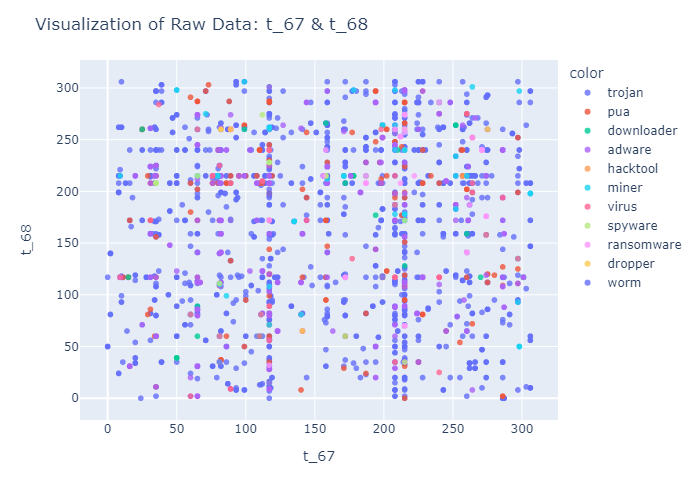 Visualization of Raw Data: t_67 & t_68
color
trojan
pua
downloader
adware
hacktool
miner
virus
spyware
ransomware
dropper
worm
t_68
300
250
200
150
100
50
0
0 50 100 150 200 250 300
t_67